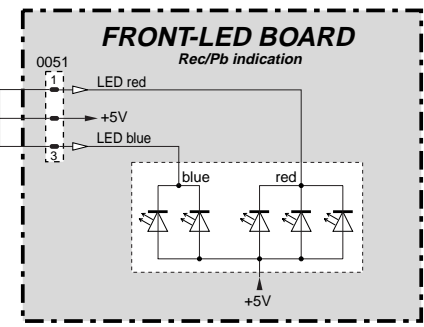 FRONT-LED BOARD
Rec/Pb indication
0051
1
LED red
+5V
LED blue
3
blue red
+5V